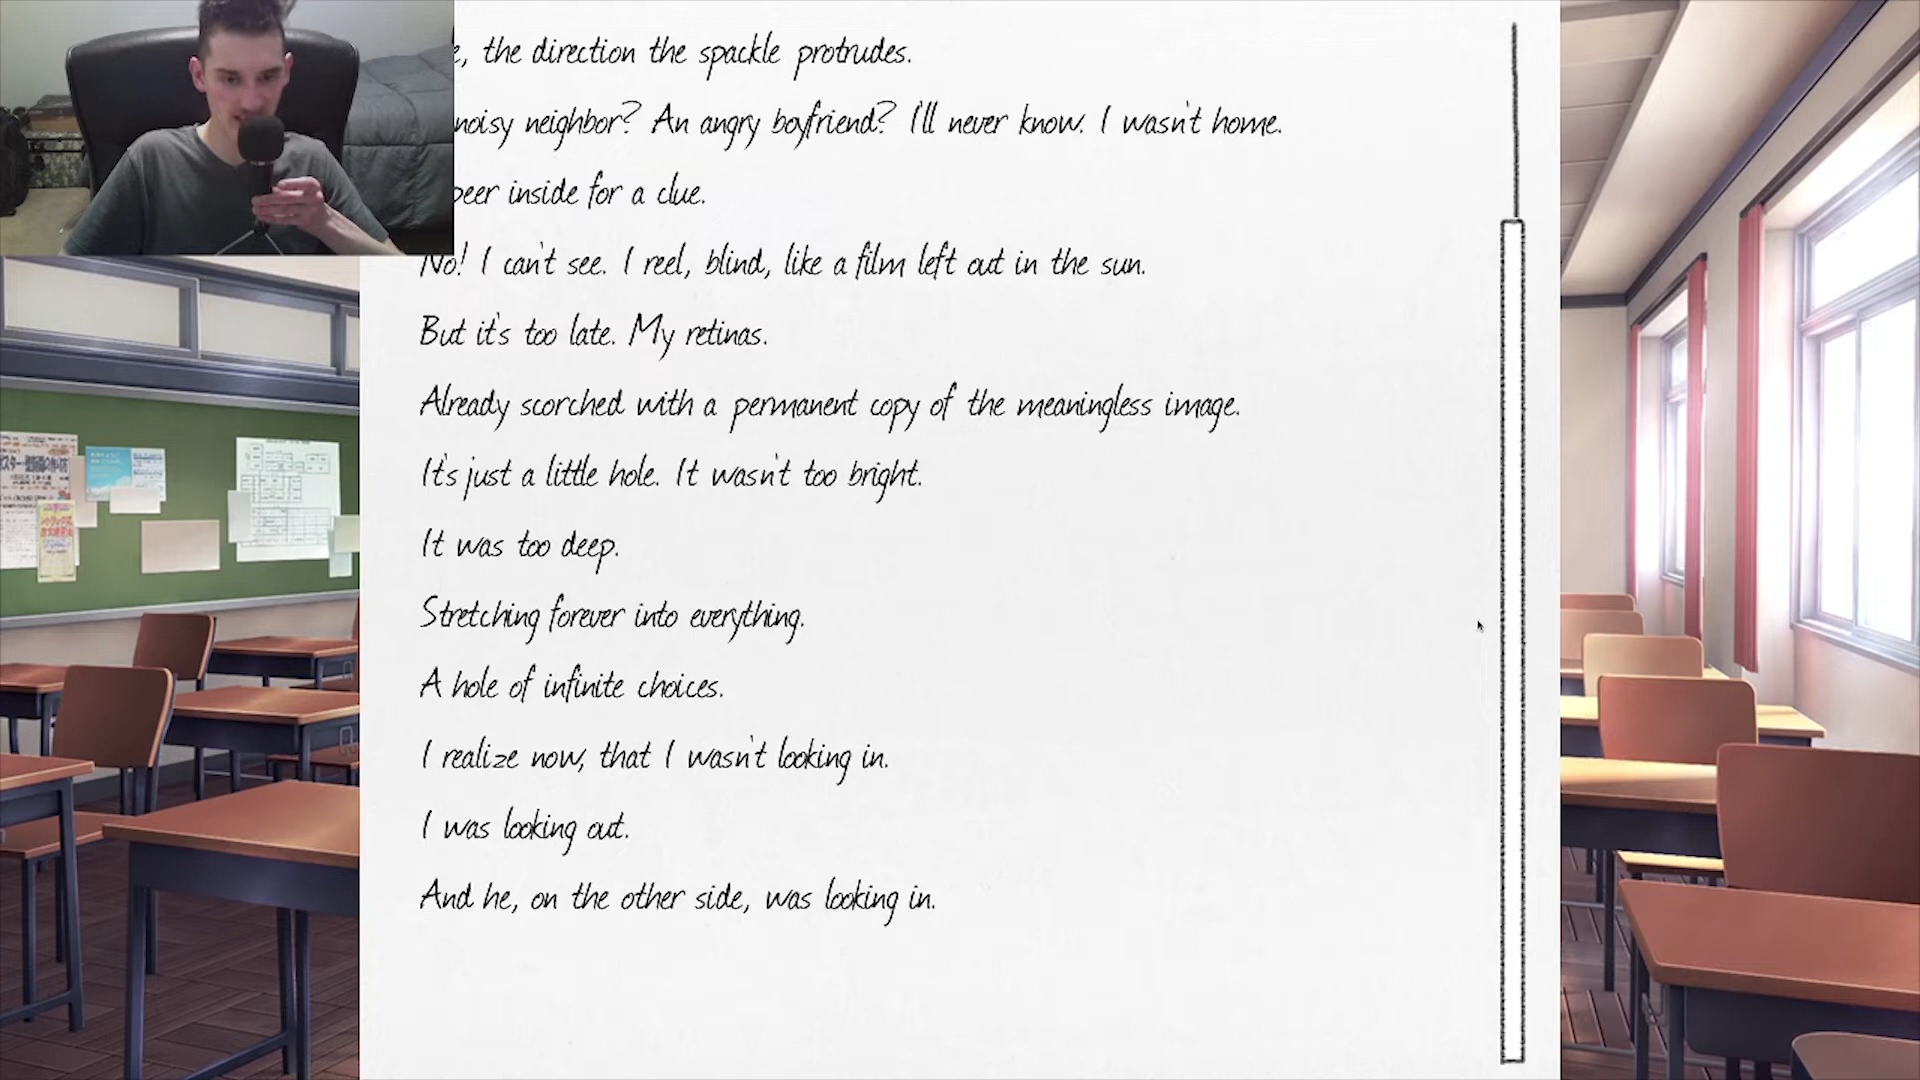 the direction the spackle protrudes.
noisy neighbor? An angry boyfriend? I'll never know. I wasn't home.
peer inside for a clue.
No! I can't see. I reel, blind, like a film left out in the sun.
But it's too late. My retinas.
Already scorched with a permanent copy of the meaningless image.
It's just a little hole. It wasn't too bright.
It was too deep.
Stretching forever into everything.
A hole of infinite choices.
I realize now, that I wasn't looking in.
I was looking out.
And he, on the other side, was looking in.